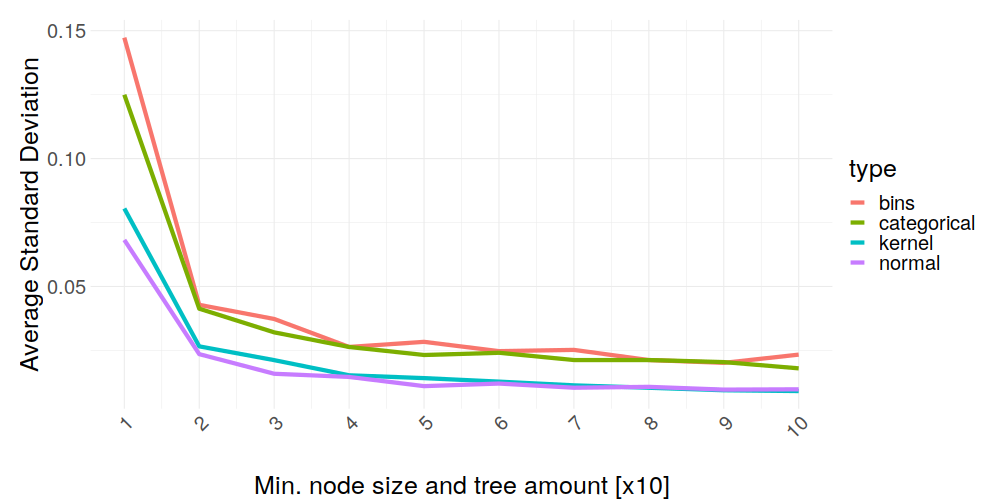 0.15
0.10
0.05
Average Standard Deviation
1 2 3 4 5 6 7 8 9 10
Min. node size and tree amount [x10]
type
bins
categorical
kernel
normal